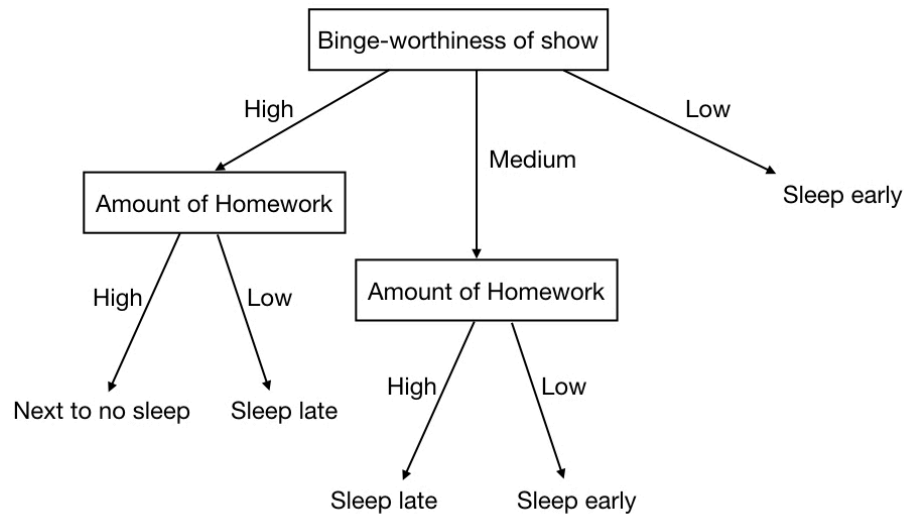 Binge-worthiness of show
High
Low
Medium
Amount of Homework
Sleep early
Amount of Homework
High
Low
High
Low
Next to no sleep
Sleep late
Sleep late
Sleep early